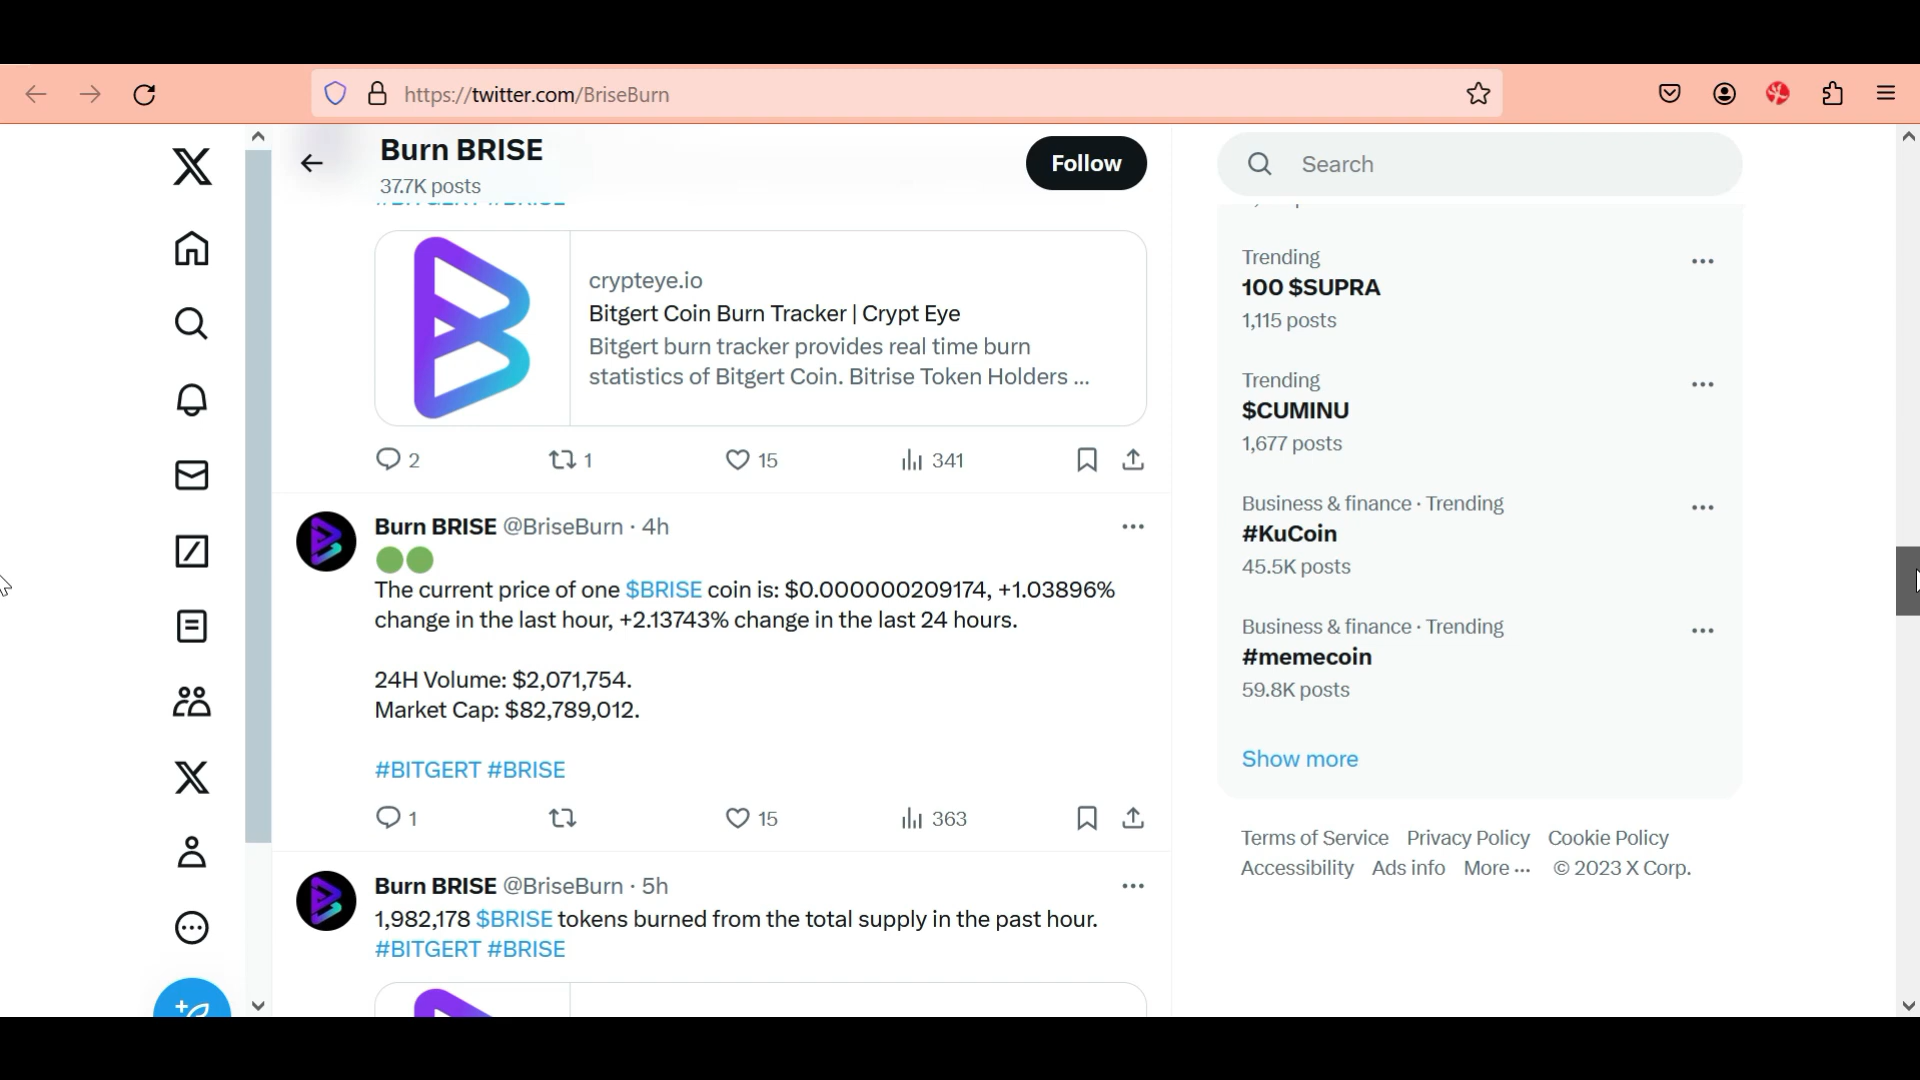 https://twitter.com/BriseBurn
Burn BRISE
37.7K posts
Follow
#BITGERT #BRISE
crypteye.io
Bitgert Coin Burn Tracker | Crypt Eye
Bitgert burn tracker provides real time burn
statistics of Bitgert Coin. Bitrise Token Holders ...
2 1 15 341
Burn BRISE @BriseBurn · 4h
The current price of one $BRISE coin is: $0.000000209174, +1.03896%
change in the last hour, +2.13743% change in the last 24 hours.
24H Volume: $2,071,754.
Market Cap: $82,789,012.
#BITGERT #BRISE
1 15 363
Burn BRISE @BriseBurn · 5h
1,982,178 $BRISE tokens burned from the total supply in the past hour.
#BITGERT #BRISE
Search
Trending
100 $SUPRA
1,115 posts
Trending
$CUMINU
1,677 posts
Business & finance · Trending
#KuCoin
45.5K posts
Business & finance · Trending
#memecoin
59.8K posts
Show more
Terms of Service Privacy Policy Cookie Policy
Accessibility Ads info More ··· © 2023 X Corp.